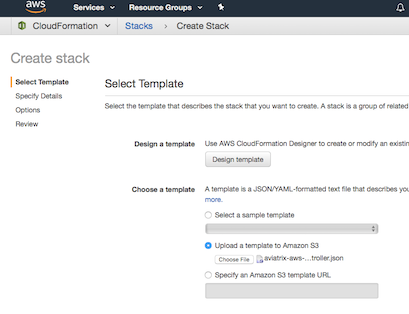 aws Services Resource Groups
CloudFormation Stacks > Create Stack
Create stack
Select Template
Specify Details
Options
Review
Select Template
Select the template that describes the stack that you want to create. A stack is a group of related
Design a template Use AWS CloudFormation Designer to create or modify an existin
Design template
Choose a template A template is a JSON/YAML-formatted text file that describes you
more.
Select a sample template
Upload a template to Amazon S3
Choose File aviatrix-aws-...troller.json
Specify an Amazon S3 template URL